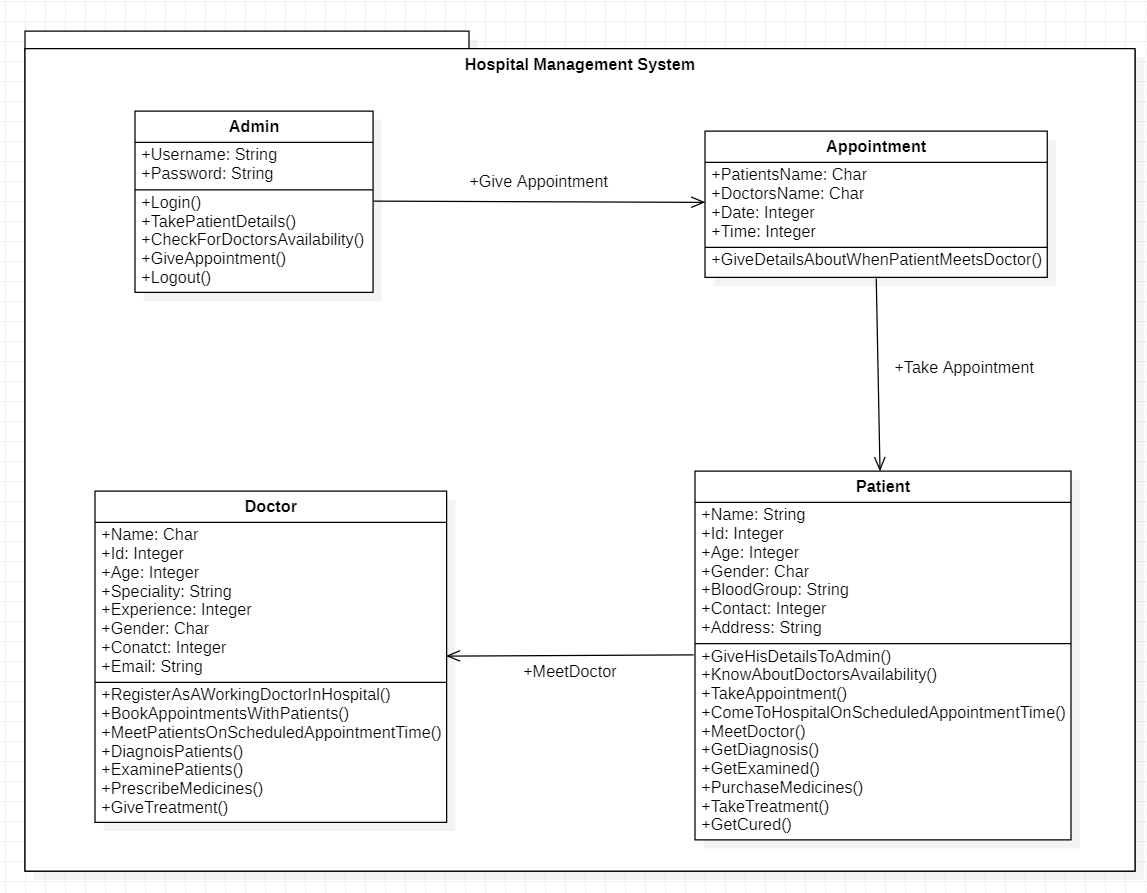 Hospital Management System
Admin
+Username: String
+Password: String
+Login()
+TakePatientDetails()
+CheckForDoctorsAvailability()
+GiveAppointment()
+Logout()
+Give Appointment
Appointment
+PatientsName: Char
+DoctorsName: Char
+Date: Integer
+Time: Integer
+GiveDetailsAboutWhenPatientMeetsDoctor()
+Take Appointment
Doctor
+Name: Char
+Id: Integer
+Age: Integer
+Speciality: String
+Experience: Integer
+Gender: Char
+Conatct: Integer
+Email: String
+RegisterAsAWorkingDoctorInHospital()
+BookAppointmentsWithPatients()
+MeetPatientsOnScheduledAppointmentTime()
+DiagnoisPatients()
+ExaminePatients()
+PrescribeMedicines()
+GiveTreatment()
+MeetDoctor
Patient
+Name: String
+Id: Integer
+Age: Integer
+Gender: Char
+BloodGroup: String
+Contact: Integer
+Address: String
+GiveHisDetailsToAdmin()
+KnowAboutDoctorsAvailability()
+TakeAppointment()
+ComeToHospitalOnScheduledAppointmentTime()
+MeetDoctor()
+GetDiagnosis()
+GetExamined()
+PurchaseMedicines()
+TakeTreatment()
+GetCured()